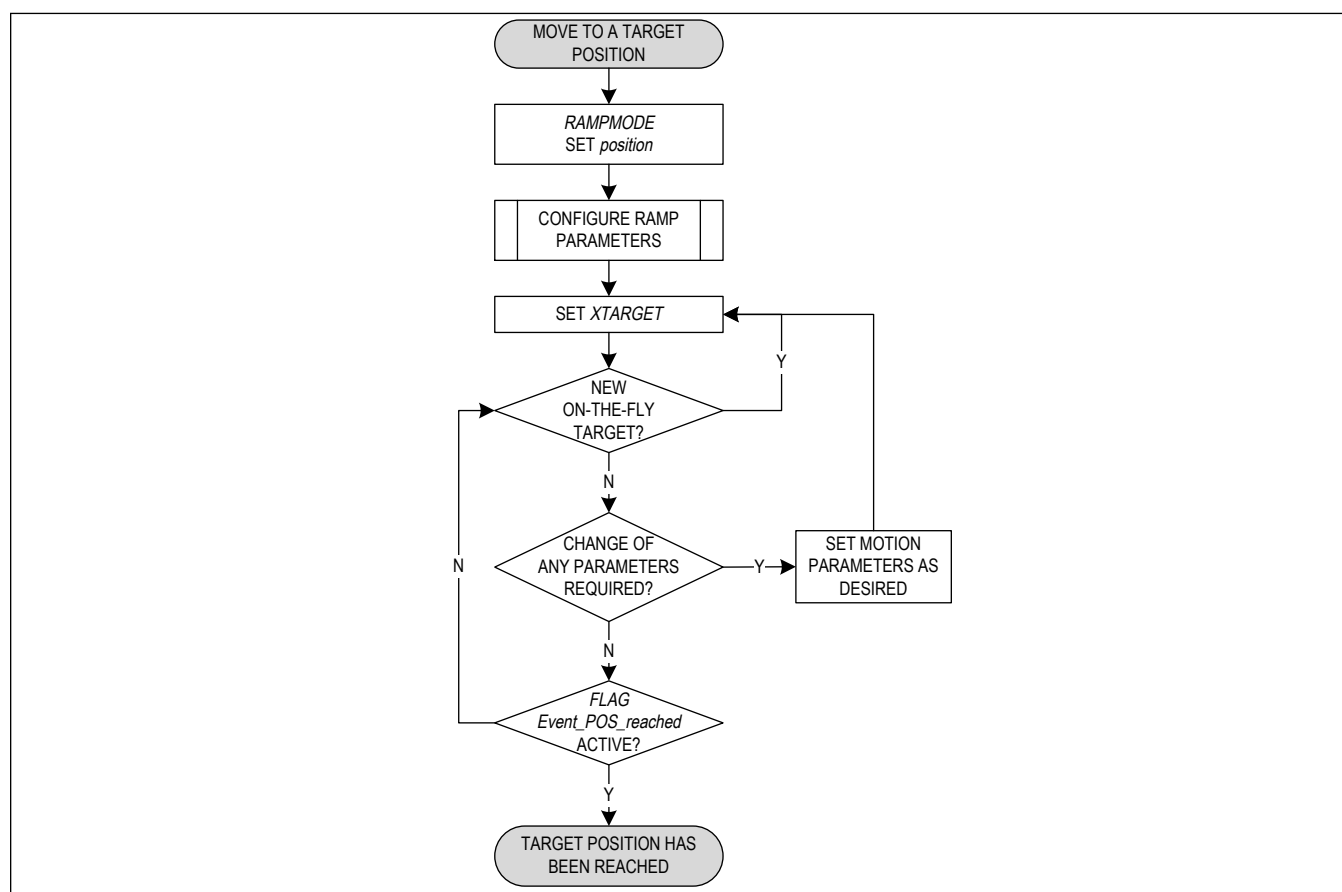 MOVE TO A TARGET
POSITION
RAMPMODE
SET position
CONFIGURE RAMP
PARAMETERS
SET XTARGET
Y
NEW
ON-THE-FLY
TARGET?
N
CHANGE OF
ANY PARAMETERS
REQUIRED?
Y
SET MOTION
PARAMETERS AS
DESIRED
N
N
FLAG
Event_POS_reached
ACTIVE?
Y
TARGET POSITION HAS
BEEN REACHED